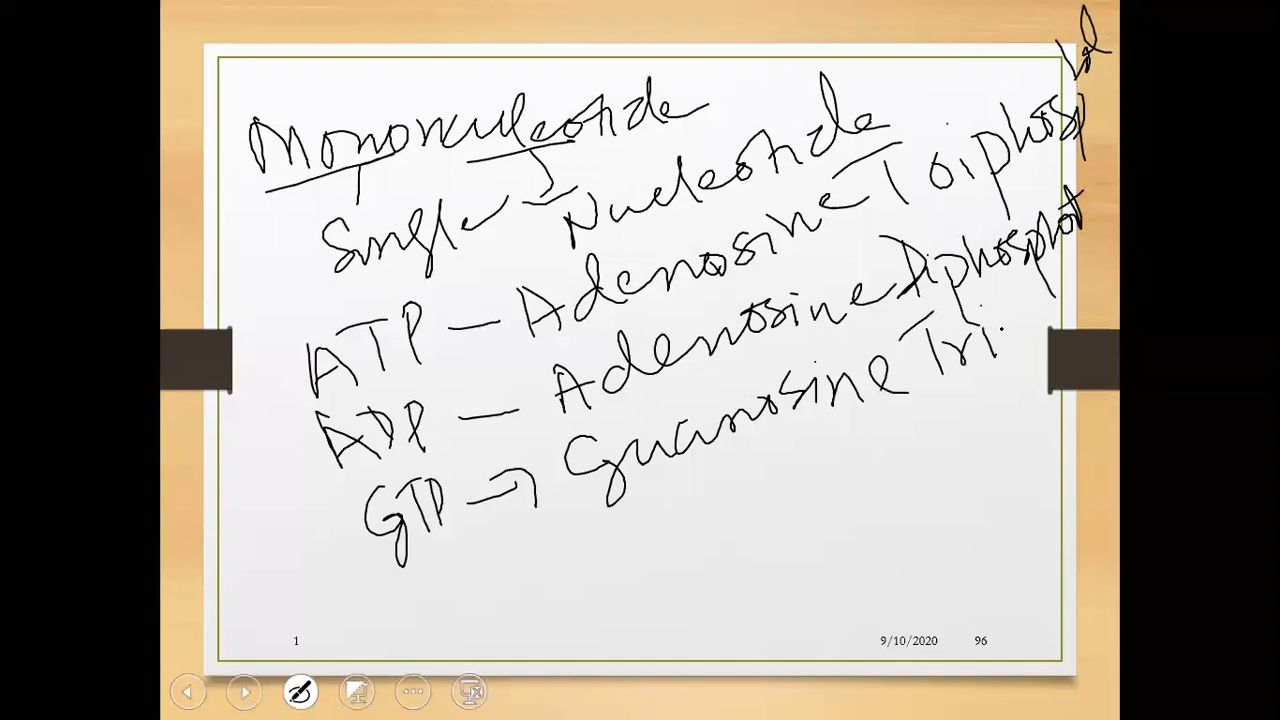 Mononucleotide
Single Nucleotide
ATP — Adenosine Triphosp
ADP — Adenosine Diphosphat
GTP → Guanosine Tri.
1
9/10/2020
96